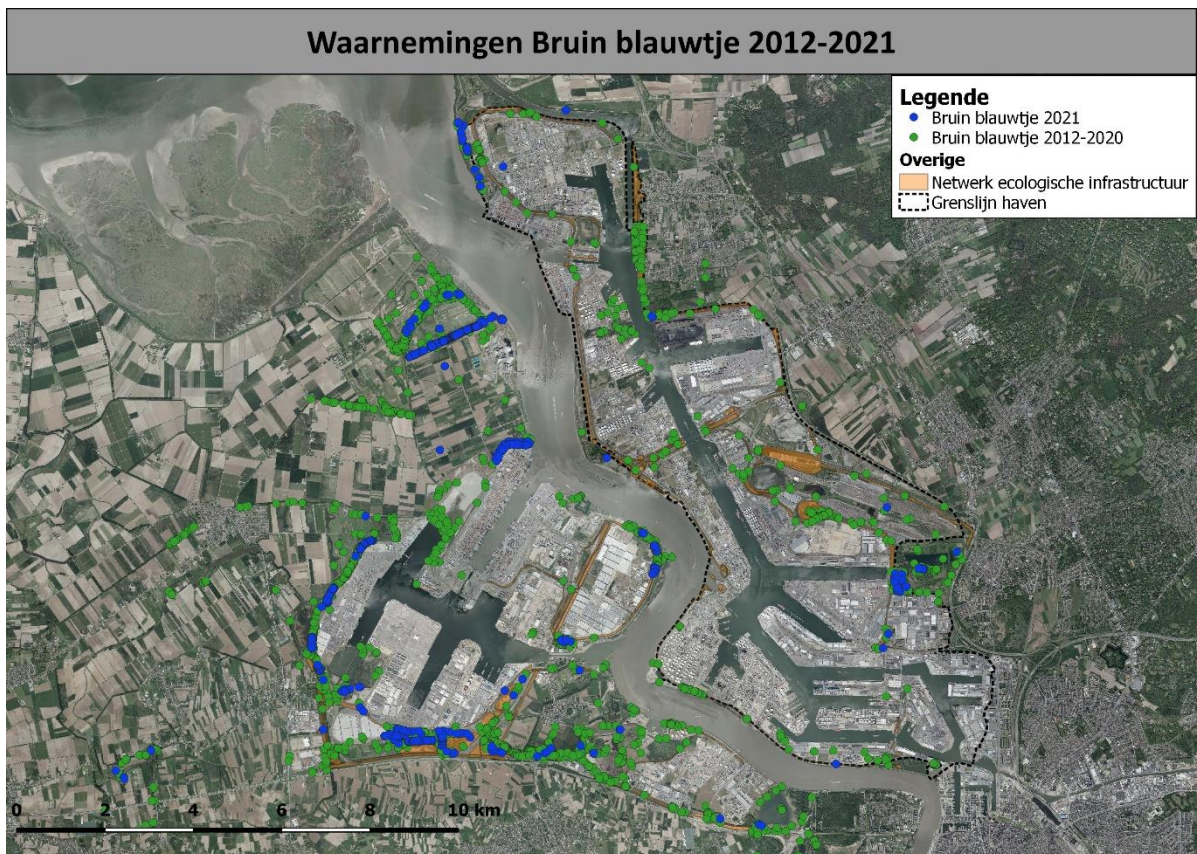 Waarnemingen Bruin blauwtje 2012-2021
Legende
Bruin blauwtje 2021
Bruin blauwtje 2012-2020
Overige
Netwerk ecologische infrastructuur
Grenslijn haven
0 2 4 6 8 10 km